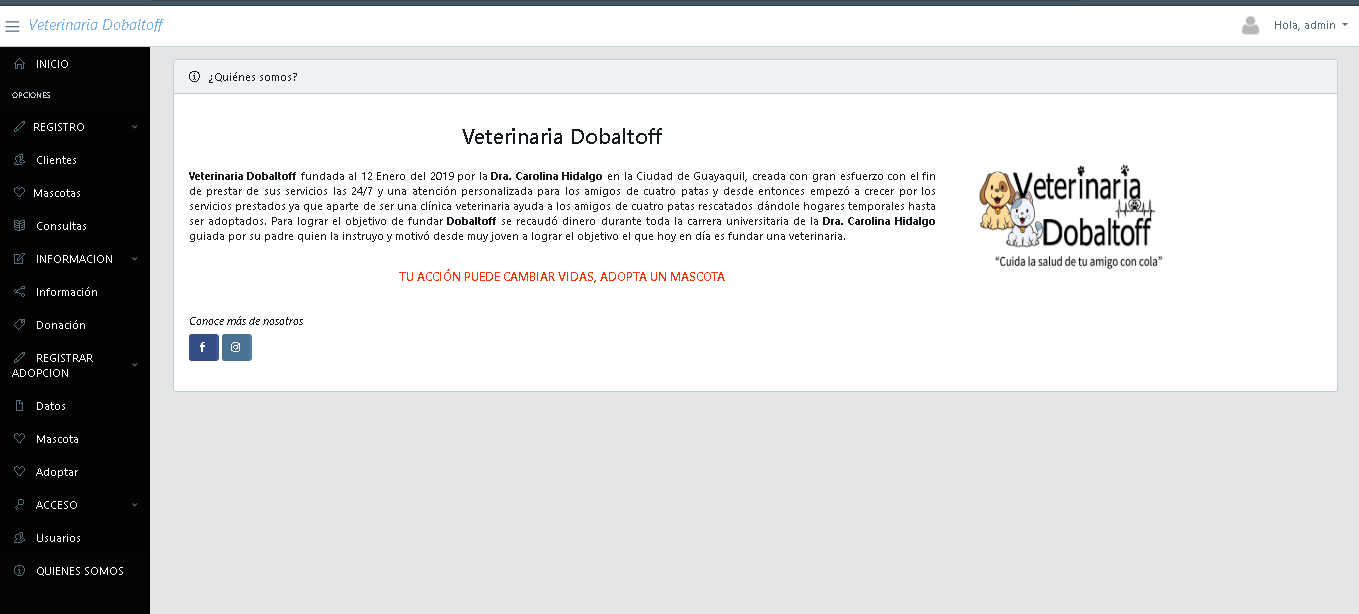 Veterinaria Dobaltoff
Hola, admin
INICIO
OPCIONES
REGISTRO
Clientes
Mascotas
Consultas
INFORMACION
Información
Donación
REGISTRAR
ADOPCION
Datos
Mascota
Adoptar
ACCESO
Usuarios
QUIENES SOMOS
¿Quiénes somos?
Veterinaria Dobaltoff
Veterinaria Dobaltoff fundada al 12 Enero del 2019 por la Dra. Carolina Hidalgo en la Ciudad de Guayaquil, creada con gran esfuerzo con el fin
de prestar de sus servicios las 24/7 y una atención personalizada para los amigos de cuatro patas y desde entonces empezó a crecer por los
servicios prestados ya que aparte de ser una clínica veterinaria ayuda a los amigos de cuatro patas rescatados dándole hogares temporales hasta
ser adoptados. Para lograr el objetivo de fundar Dobaltoff se recaudó dinero durante toda la carrera universitaria de la Dra. Carolina Hidalgo
guiada por su padre quien la instruyo y motivó desde muy joven a lograr el objetivo el que hoy en día es fundar una veterinaria.
TU ACCIÓN PUEDE CAMBIAR VIDAS, ADOPTA UN MASCOTA
Conoce más de nosotros
Veterinaria
Dobaltoff
"Cuida la salud de tu amigo con cola"